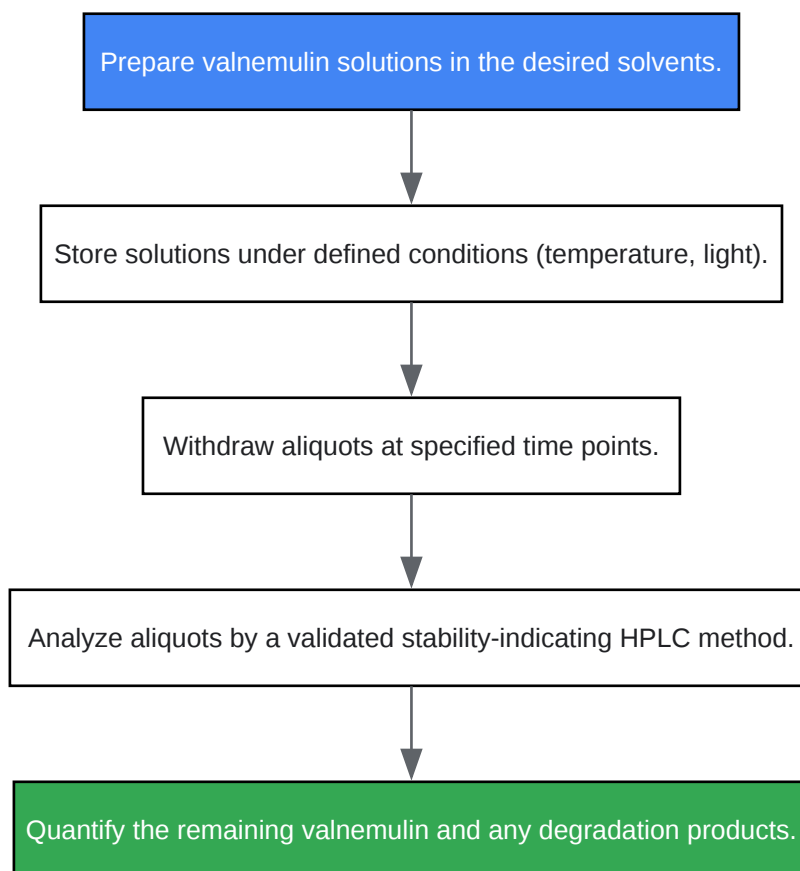 Prepare valnemulin solutions in the desired solvents.
Store solutions under defined conditions (temperature, light).
Withdraw aliquots at specified time points.
Analyze aliquots by a validated stability-indicating HPLC method.
Quantify the remaining valnemulin and any degradation products.